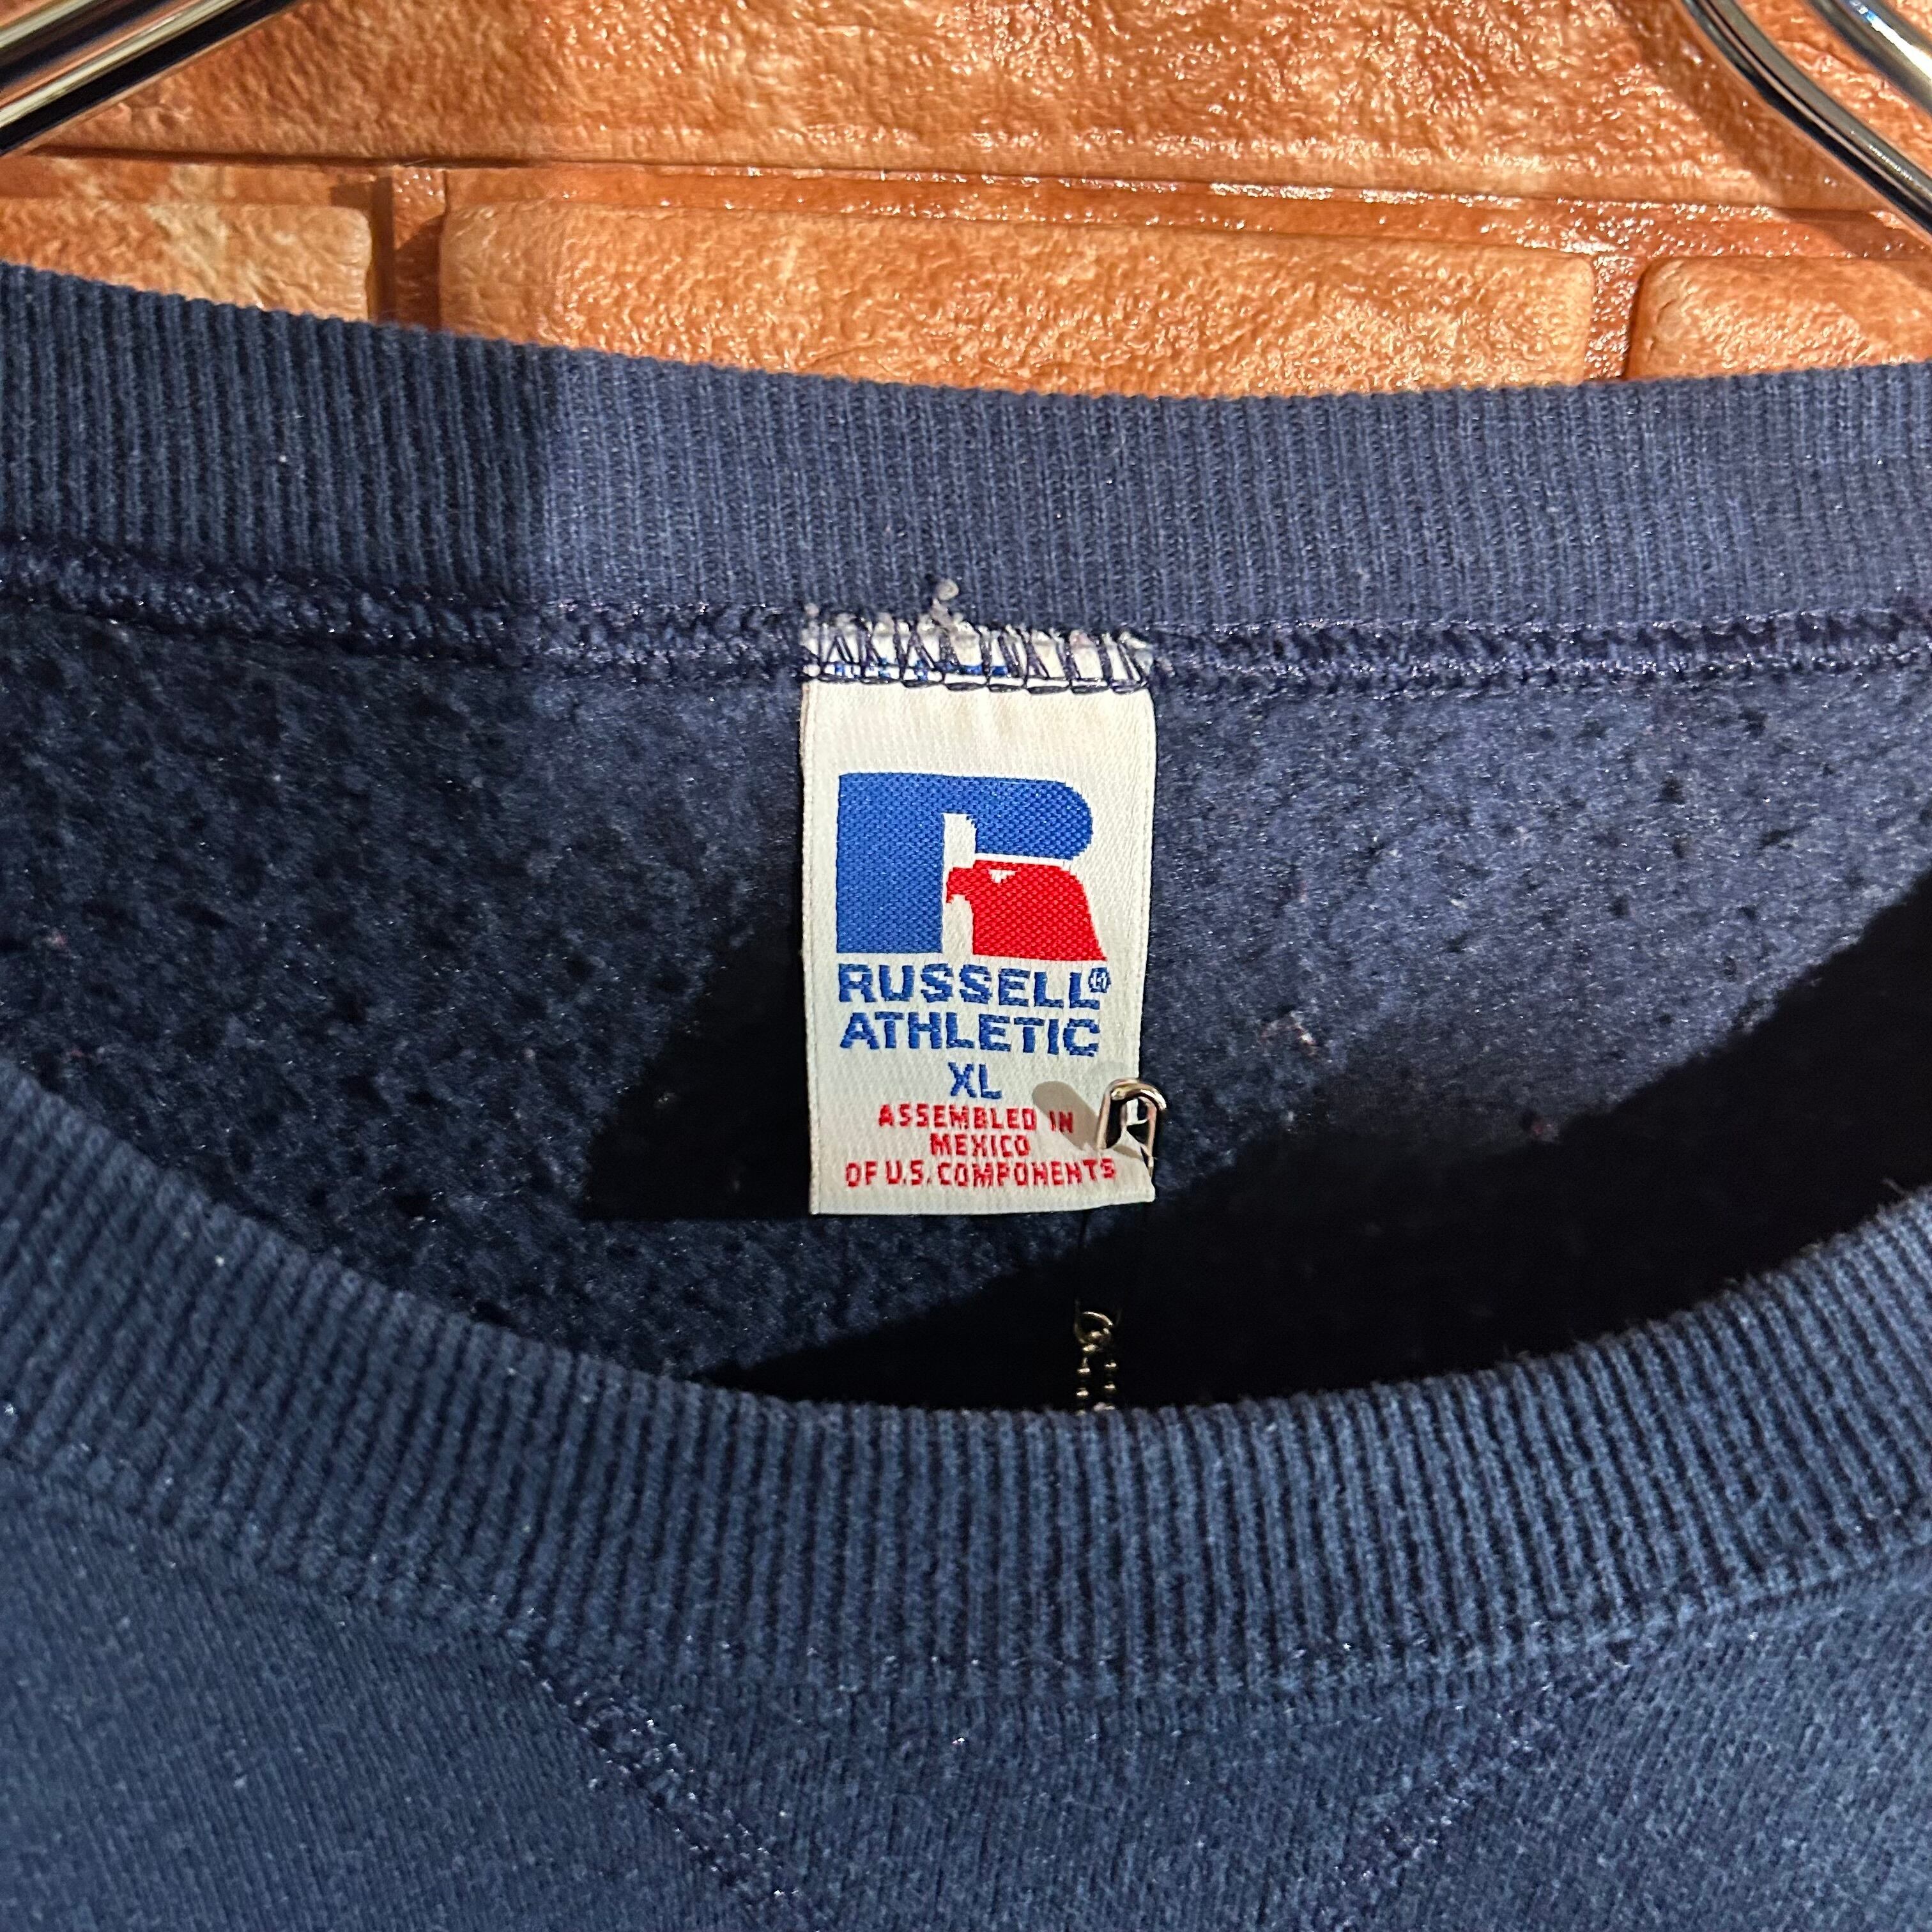 R
RUSSELL®
ATHLETIC
XL
ASSEMBLED IN
MEXICO
OF U.S. COMPONENTS